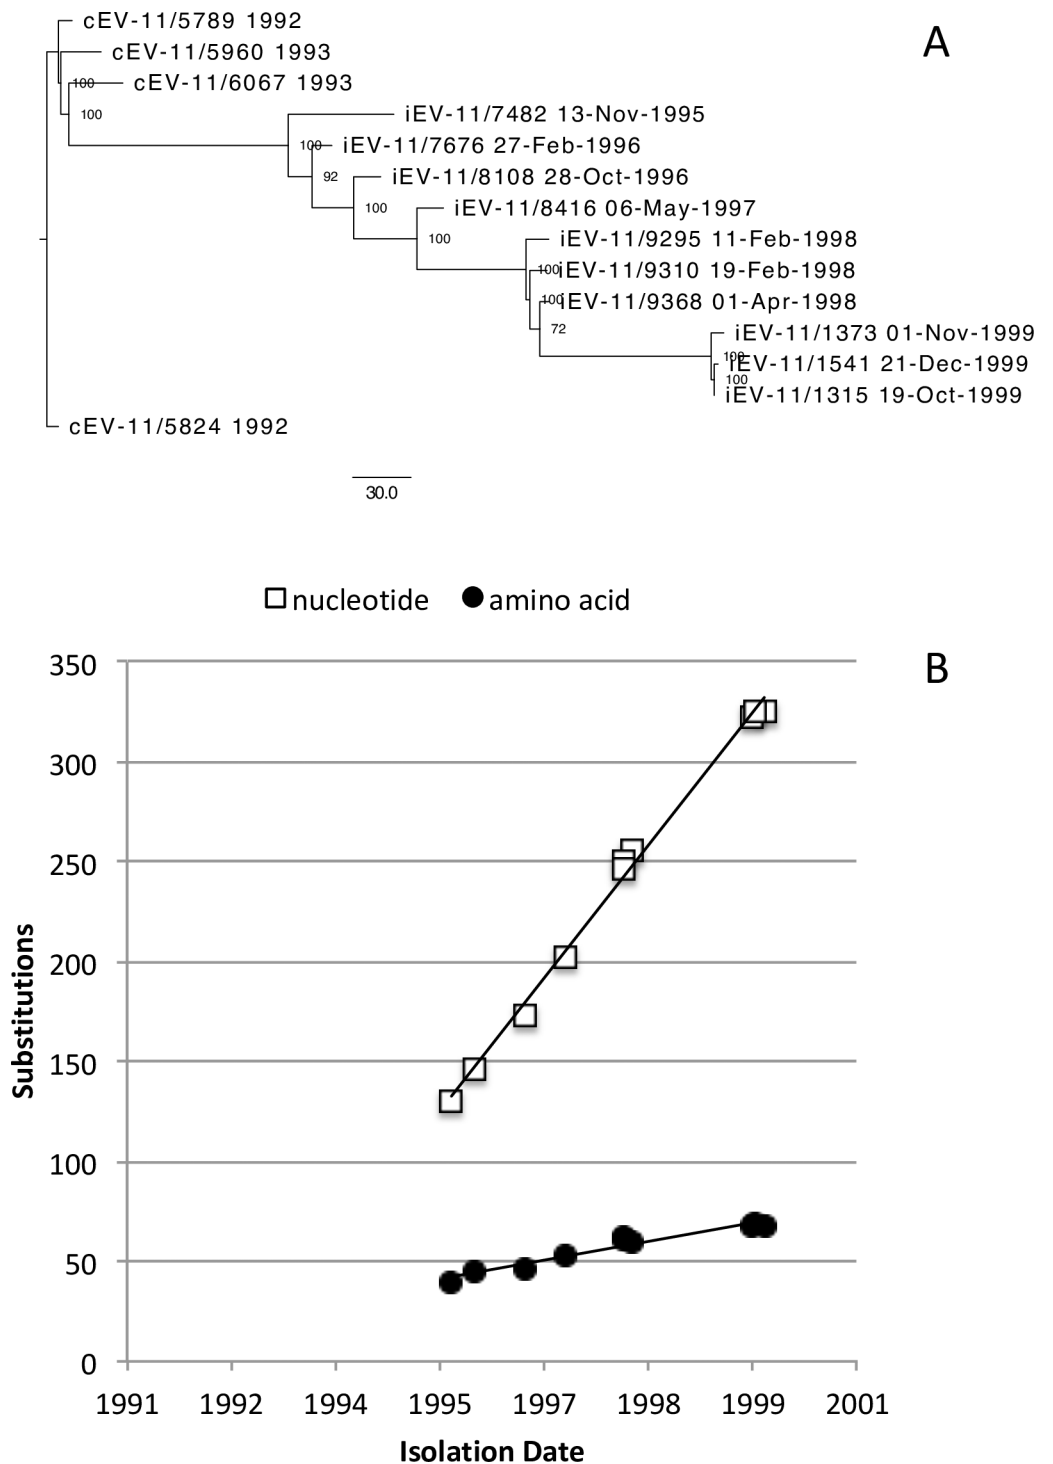 cEV-11/5789 1992
A
cEV-11/5960 1993
100
cEV-11/6067 1993
100
iEV-11/7482 13-Nov-1995
100
iEV-11/7676 27-Feb-1996
92
iEV-11/8108 28-Oct-1996
100
iEV-11/8416 06-May-1997
100
iEV-11/9295 11-Feb-1998
100
iEV-11/9310 19-Feb-1998
100
iEV-11/9368 01-Apr-1998
72
iEV-11/1373 01-Nov-1999
100
iEV-11/1541 21-Dec-1999
100
iEV-11/1315 19-Oct-1999
cEV-11/5824 1992
30.0
nucleotide
amino acid
B
350
300
250
200
150
100
50
0
Substitutions
1991 1992 1994 1995 1997 1998 1999 2001
Isolation Date